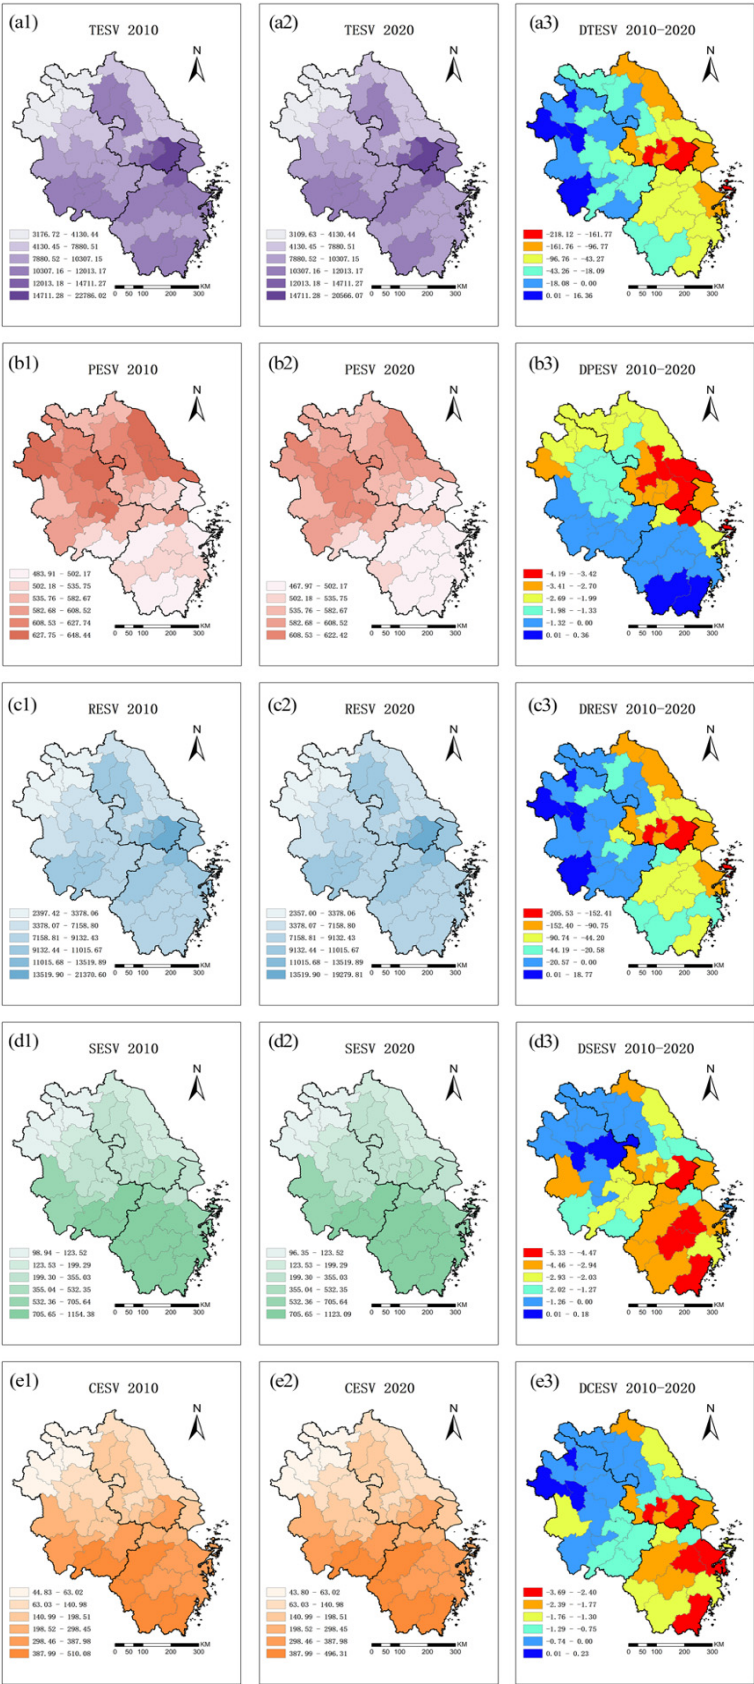 (a1)
TESV 2010
N
3176.72 - 4130.44
4130.45 - 7880.51
7880.52 - 10307.15
10307.16 - 12013.17
12013.18 - 14711.27
14711.28 - 22786.02
0 50 100 200 300
KM
(a2)
TESV 2020
N
3109.63 - 4130.44
4130.45 - 7880.51
7880.52 - 10307.15
10307.16 - 12013.17
12013.18 - 14711.27
14711.28 - 20566.07
0 50 100 200 300
KM
(a3)
DTESV 2010-2020
N
-218.12 - -161.77
-161.76 - -96.77
-96.76 - -43.27
-43.26 - -18.09
-18.08 - 0.00
0.01 - 16.36
0 50 100 200 300
KM
(b1)
PESV 2010
N
483.91 - 502.17
502.18 - 535.75
535.76 - 582.67
582.68 - 608.52
608.53 - 627.74
627.75 - 648.44
0 50 100 200 300
KM
(b2)
PESV 2020
N
467.97 - 502.17
502.18 - 535.75
535.76 - 582.67
582.68 - 608.52
608.53 - 622.42
0 50 100 200 300
KM
(b3)
DPESV 2010-2020
N
-4.19 - -3.42
-3.41 - -2.70
-2.69 - -1.99
-1.98 - -1.33
-1.32 - 0.00
0.01 - 0.36
0 50 100 200 300
KM
(c1)
RESV 2010
N
2397.42 - 3378.06
3378.07 - 7158.80
7158.81 - 9132.43
9132.44 - 11015.67
11015.68 - 13519.89
13519.90 - 21370.60
0 50 100 200 300
KM
(c2)
RESV 2020
N
2357.60 - 3378.06
3378.07 - 7158.80
7158.81 - 9132.43
9132.44 - 11015.67
11015.68 - 13519.89
13519.90 - 19279.81
0 50 100 200 300
KM
(c3)
DRESV 2010-2020
N
-205.53 - -152.41
-152.40 - -90.75
-90.74 - -44.20
-44.19 - -20.58
-20.57 - 0.00
0.01 - 18.77
0 50 100 200 300
KM
(d1)
SESV 2010
N
98.94 - 123.52
123.53 - 199.29
199.30 - 355.03
355.04 - 532.35
532.36 - 705.64
705.65 - 1154.38
0 50 100 200 300
KM
(d2)
SESV 2020
N
96.35 - 123.52
123.53 - 199.29
199.30 - 355.03
355.04 - 532.35
532.36 - 705.64
705.65 - 1123.09
0 50 100 200 300
KM
(d3)
DSESV 2010-2020
N
-5.33 - -4.47
-4.46 - -2.94
-2.93 - -2.03
-2.02 - -1.27
-1.26 - 0.00
0.01 - 0.18
0 50 100 200 300
KM
(e1)
CESV 2010
N
44.83 - 63.02
63.03 - 140.98
140.99 - 198.51
198.52 - 298.45
298.46 - 387.98
387.99 - 510.08
0 50 100 200 300
KM
(e2)
CESV 2020
N
43.80 - 63.02
63.03 - 140.98
140.99 - 198.51
198.52 - 298.45
298.46 - 387.98
387.99 - 496.31
0 50 100 200 300
KM
(e3)
DCESV 2010-2020
N
-3.69 - -2.40
-2.39 - -1.77
-1.76 - -1.30
-1.29 - -0.75
-0.74 - 0.00
0.01 - 0.23
0 50 100 200 300
KM